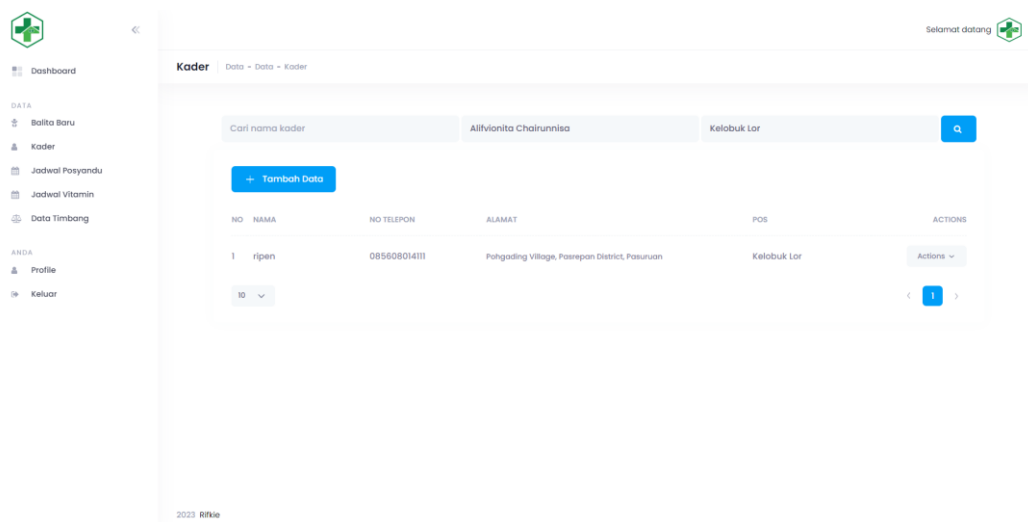 Selamat datang
Dashboard
DATA
Balita Baru
Kader
Jadwal Posyandu
Jadwal Vitamin
Data Timbang
ANDA
Profile
Keluar
Kader Data - Data - Kader
Cari nama kader Alifvionita Chairunnisa Kelobuk Lor
+ Tambah Data
NO NAMA NO TELEPON ALAMAT POS ACTIONS
1 ripen 085608014111 Pohgading Village, Pasrepan District, Pasuruan Kelobuk Lor Actions
10 < 1 >
2023 Rifkie